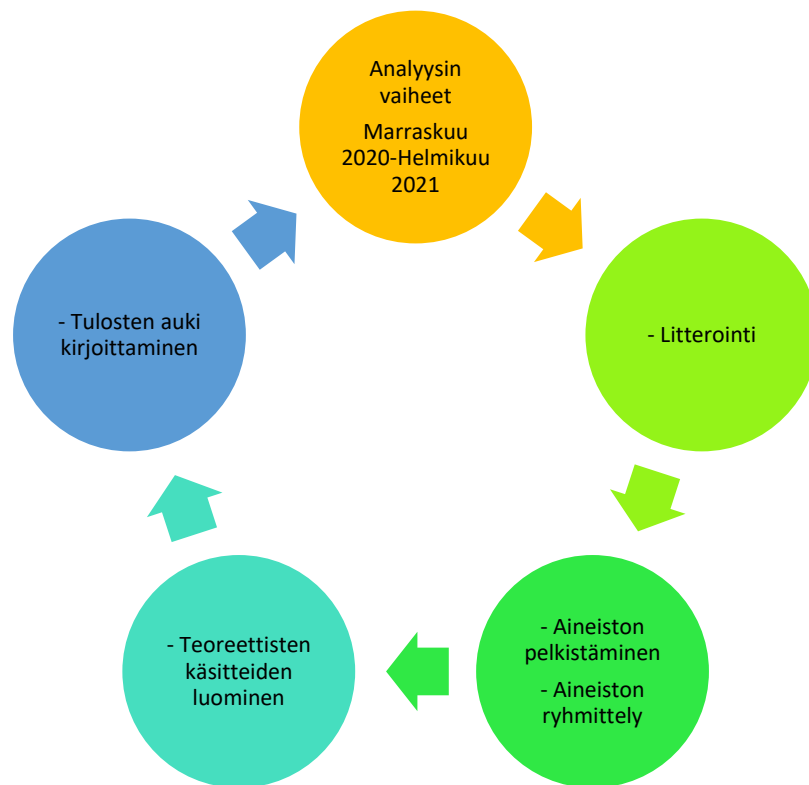 Analyysin
vaiheet
Marraskuu
2020-Helmikuu
2021
- Litterointi
- Aineiston
pelkistäminen
- Aineiston
ryhmittely
- Teoreettisten
käsitteiden
luominen
- Tulosten auki
kirjoittaminen